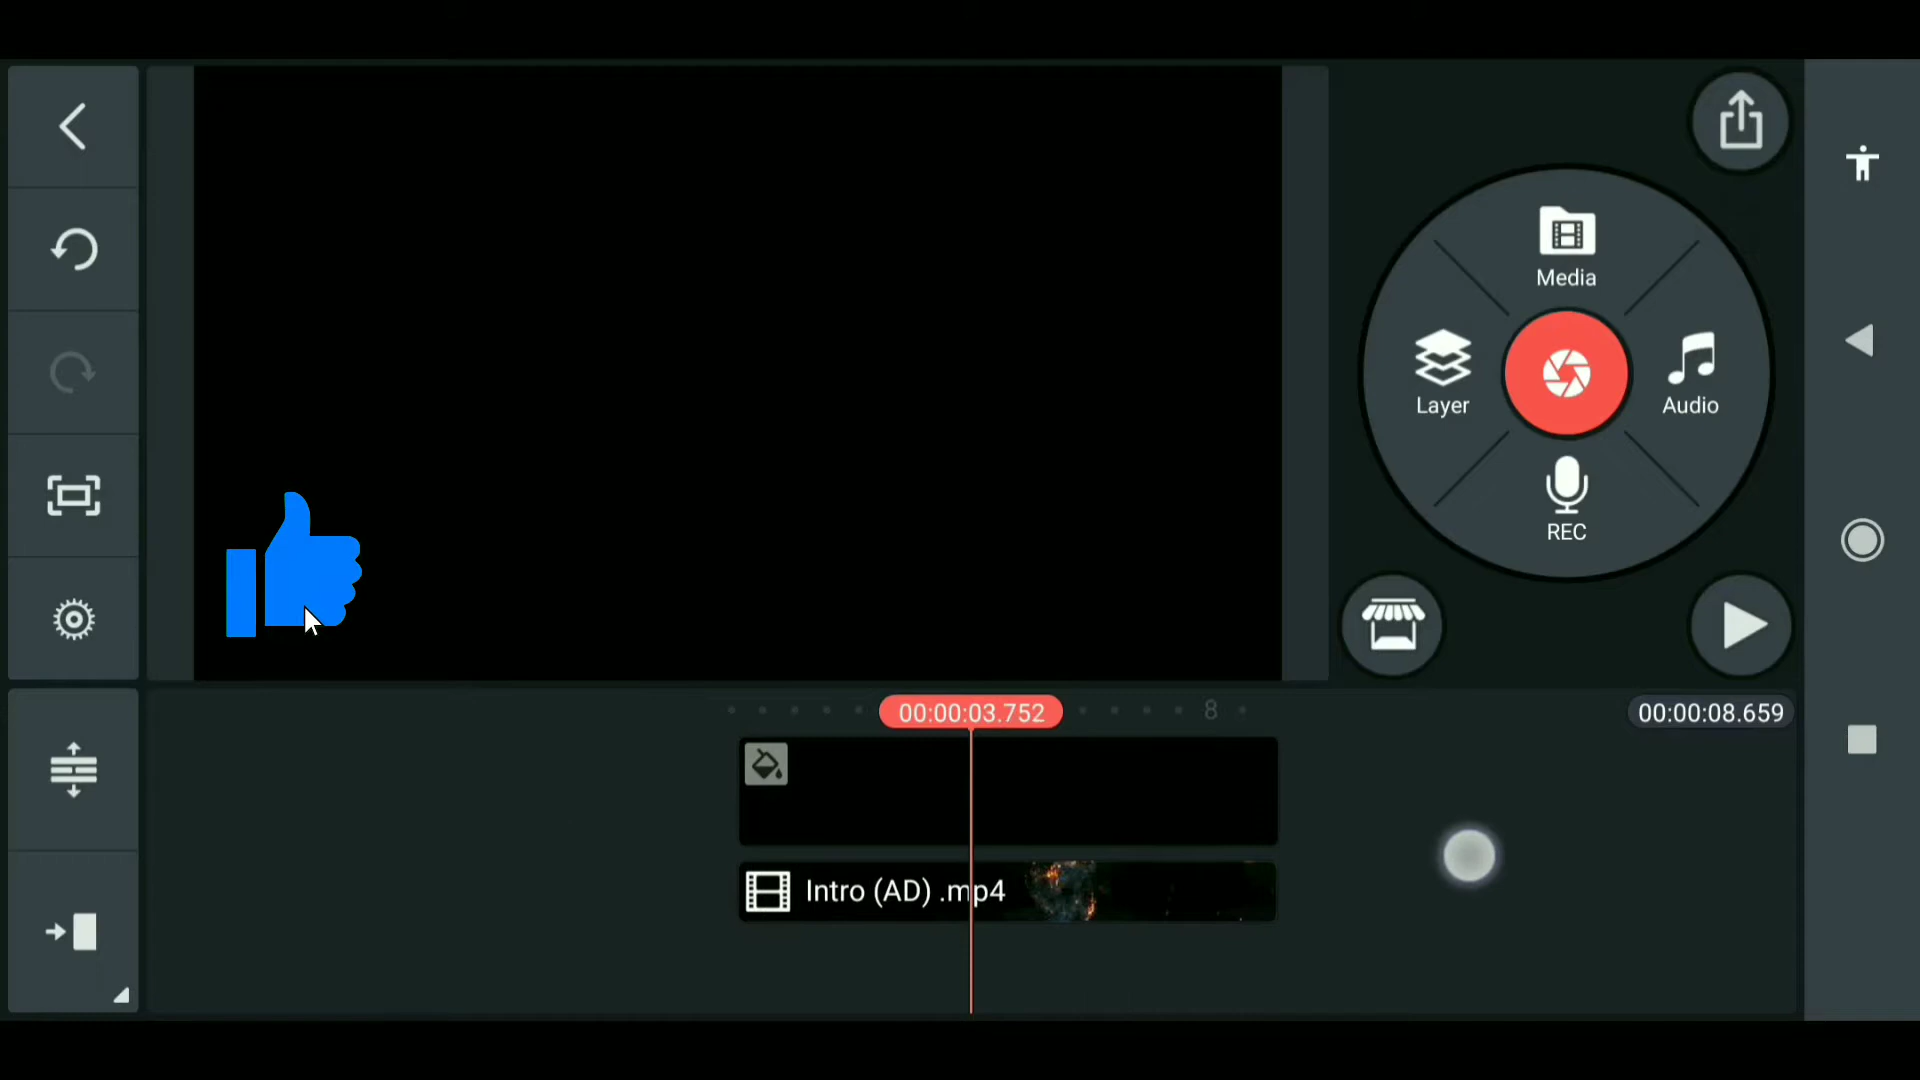 Media
Layer
Audio
REC
00:00:03.752
8
00:00:08.659
Intro (AD) .mp4